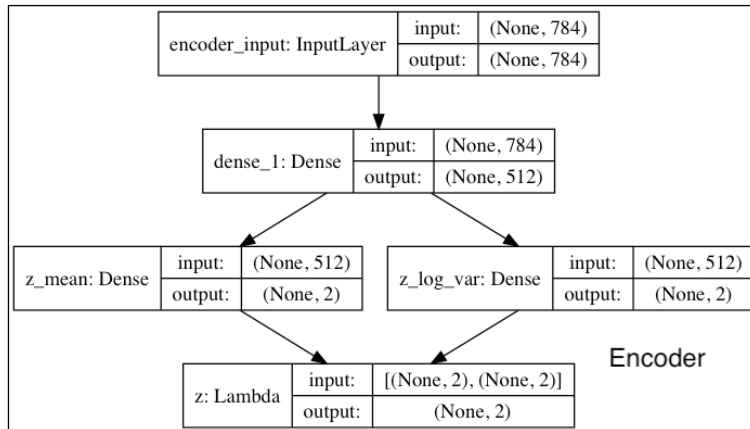 encoder_input: InputLayer
input: (None, 784)
output: (None, 784)
dense_1: Dense
input: (None, 784)
output: (None, 512)
z_mean: Dense
input: (None, 512)
output: (None, 2)
z_log_var: Dense
input: (None, 512)
output: (None, 2)
z: Lambda
input: [(None, 2), (None, 2)]
output: (None, 2)
Encoder